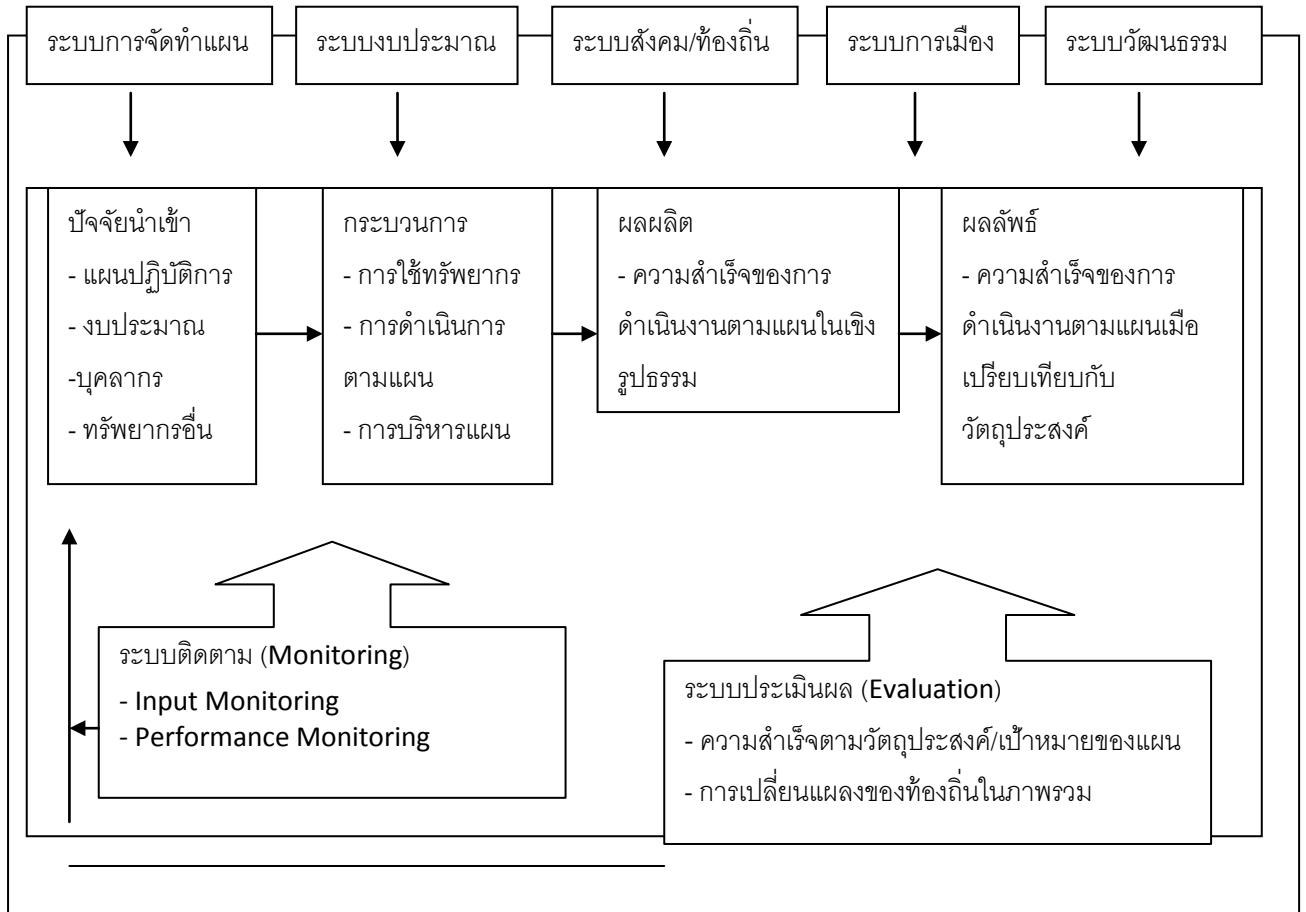 ระบบการจัดทำแผน
ระบบงบประมาณ
ระบบสังคม/ท้องถิ่น
ระบบการเมือง
ระบบวัฒนธรรม
ปัจจัยนำเข้า
- แผนปฏิบัติการ
- งบประมาณ
-บุคลากร
- ทรัพยากรอื่น
กระบวนการ
- การใช้ทรัพยากร
- การดำเนินการ
ตามแผน
- การบริหารแผน
ผลผลิต
- ความสำเร็จของการ
ดำเนินงานตามแผนในเชิง
รูปธรรม
ผลลัพธ์
- ความสำเร็จของการ
ดำเนินงานตามแผนเมือ
เปรียบเทียบกับ
วัตถุประสงค์
ระบบติดตาม (Monitoring)
- Input Monitoring
- Performance Monitoring
ระบบประเมินผล (Evaluation)
- ความสำเร็จตามวัตถุประสงค์/เป้าหมายของแผน
- การเปลี่ยนแผลงของท้องถิ่นในภาพรวม